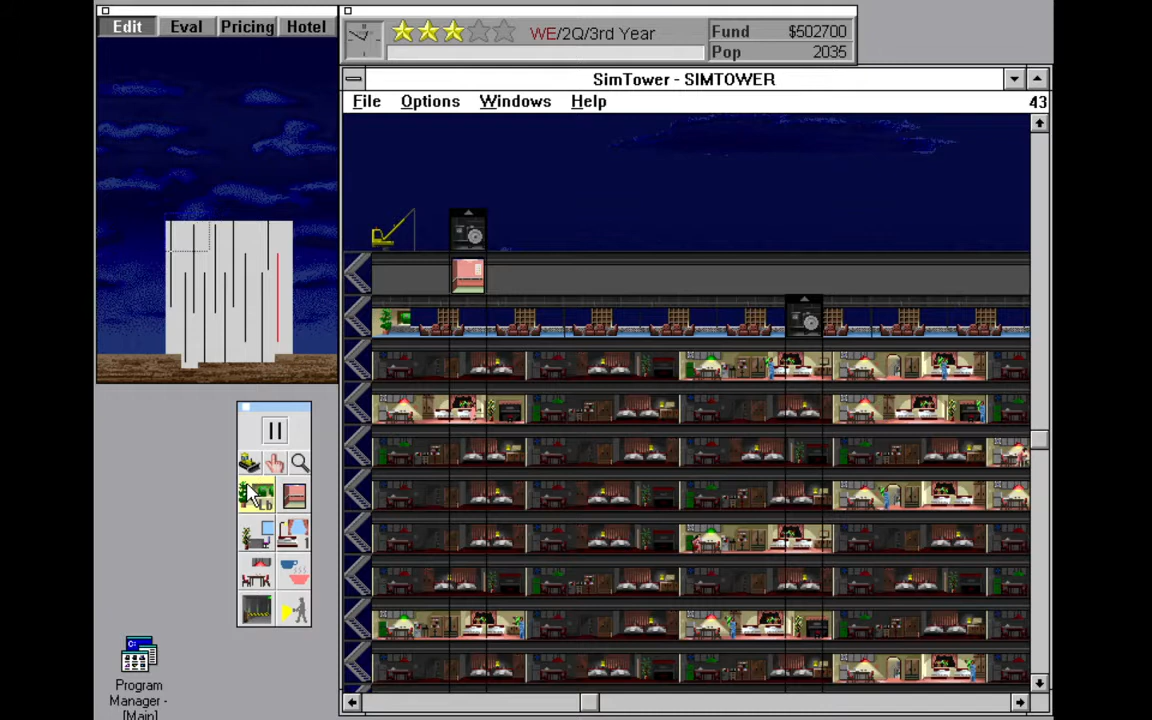 Edit Eval Pricing Hotel
WE/2Q/3rd Year
Fund $502700
Pop 2035
SimTower - SIMTOWER
File Options Windows Help 43
Lb
Program
Manager -
[Main]